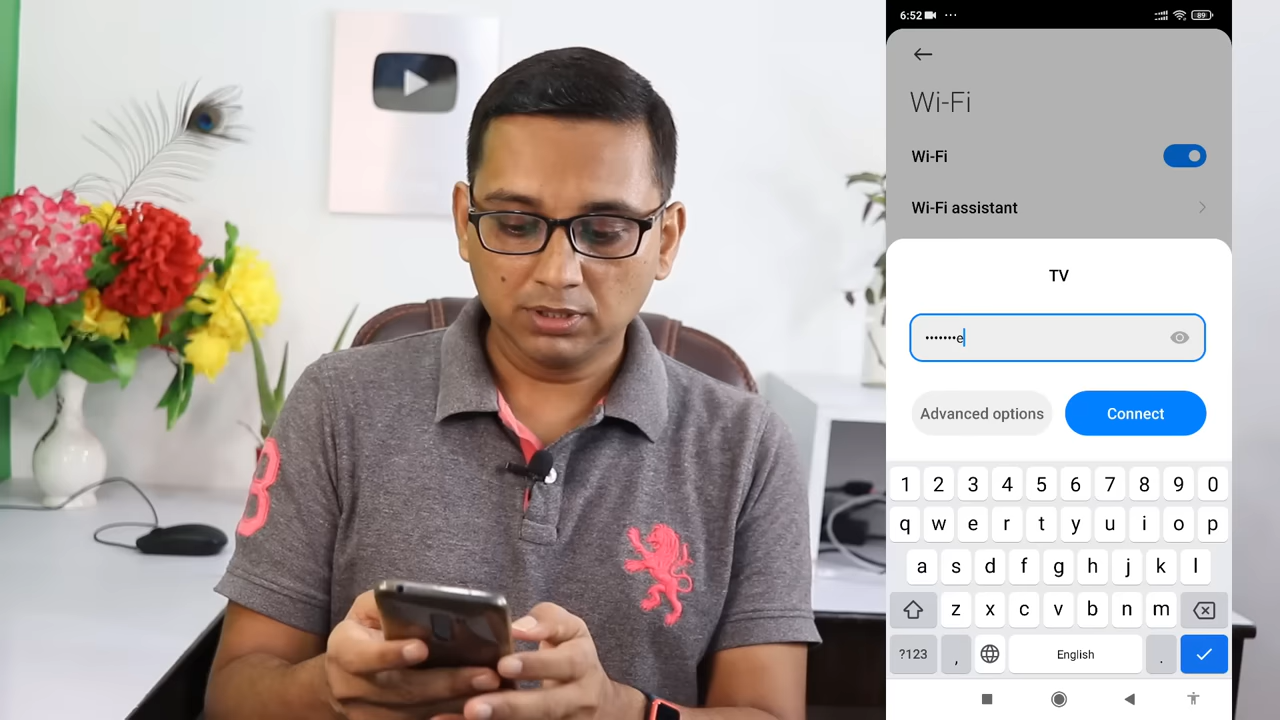 6:52 ... 89
Wi-Fi
Wi-Fi
Wi-Fi assistant
TV
•••••••e
Advanced options Connect
1 2 3 4 5 6 7 8 9 0
q w e r t y u i o p
a s d f g h j k l
z x c v b n m
?123 , English .
8